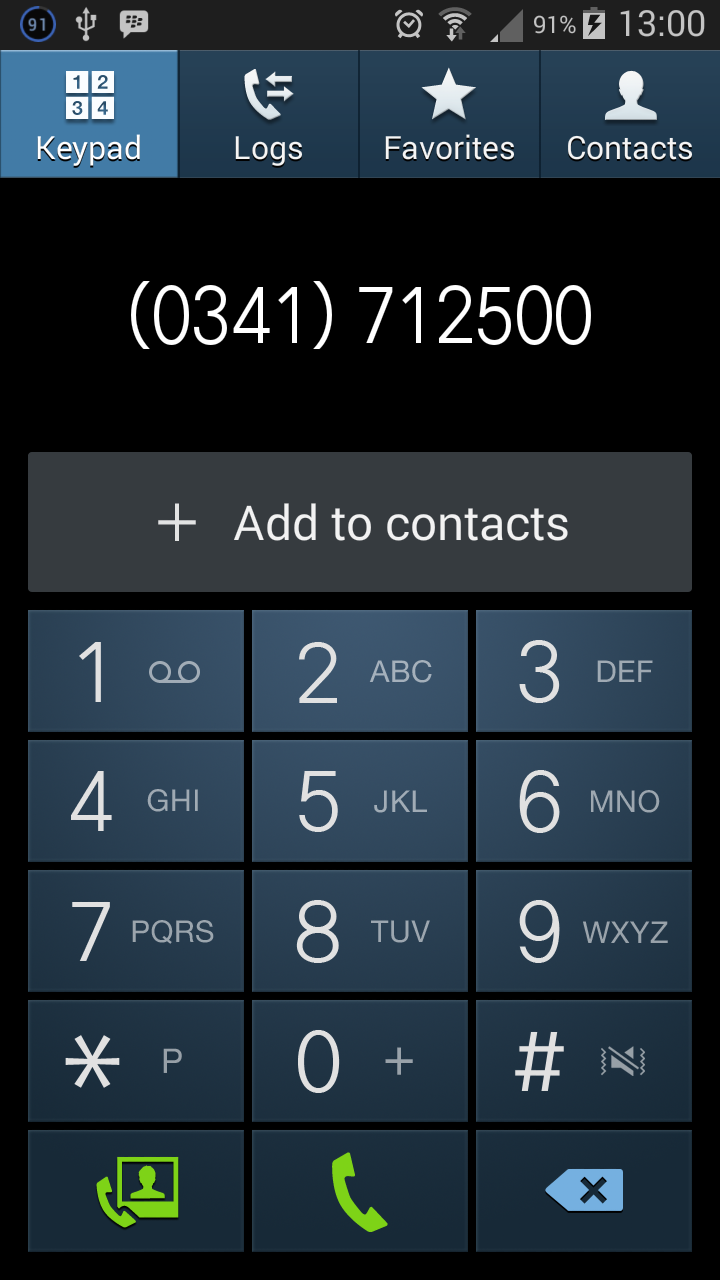 91 91% 13:00
1 2
3 4
Keypad Logs Favorites Contacts
(0341) 712500
+ Add to contacts
1 2 ABC 3 DEF
4 GHI 5 JKL 6 MNO
7 PQRS 8 TUV 9 WXYZ
* P 0 + #